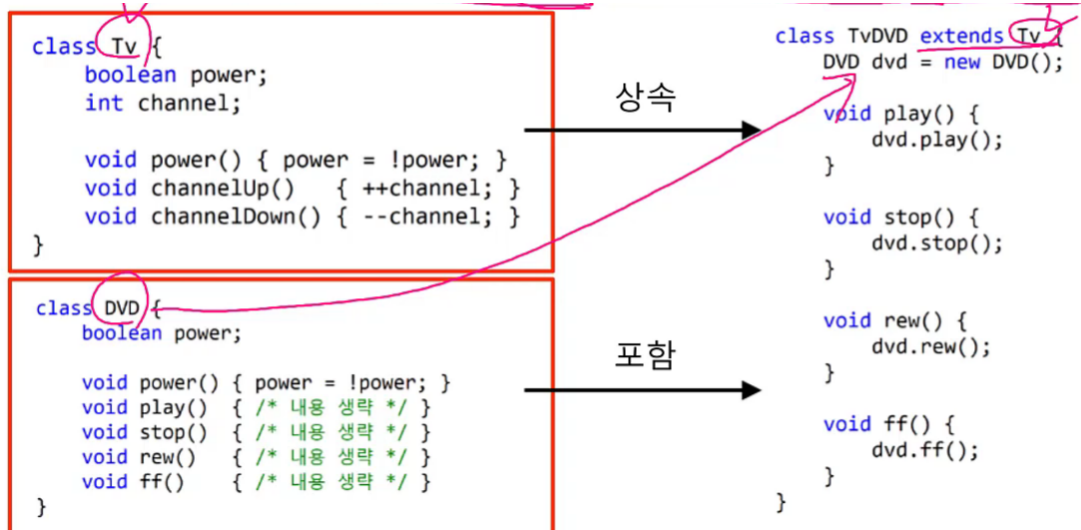 class Tv {
    boolean power;
    int channel;

    void power() { power = !power; }
    void channelUp()   { ++channel; }
    void channelDown() { --channel; }
}
상속
class DVD {
    boolean power;

    void power() { power = !power; }
    void play()  { /* 내용 생략 */ }
    void stop()  { /* 내용 생략 */ }
    void rew()   { /* 내용 생략 */ }
    void ff()    { /* 내용 생략 */ }
}
포함
class TvDVD extends Tv {
    DVD dvd = new DVD();

    void play() {
        dvd.play();
    }

    void stop() {
        dvd.stop();
    }

    void rew() {
        dvd.rew();
    }

    void ff() {
        dvd.ff();
    }
}